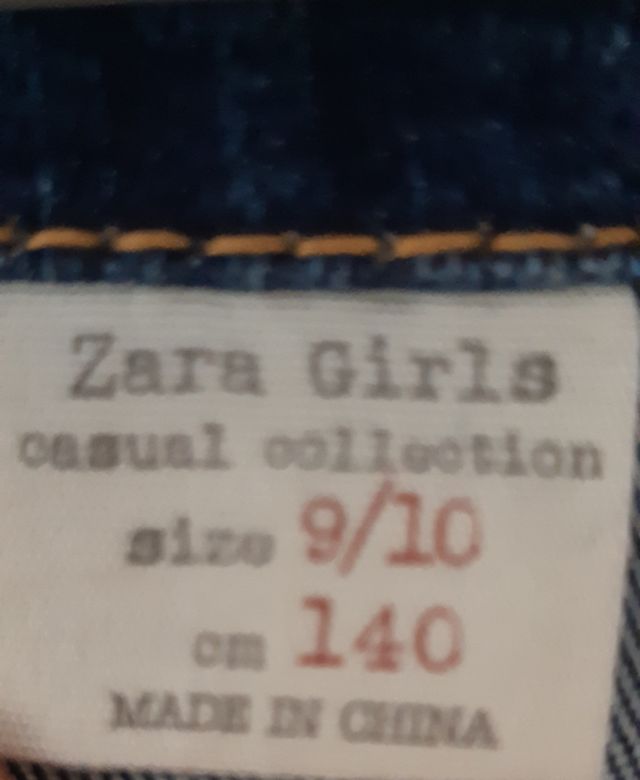 Zara Girls
casual collection
size 9/10
cm 140
MADE IN CHINA